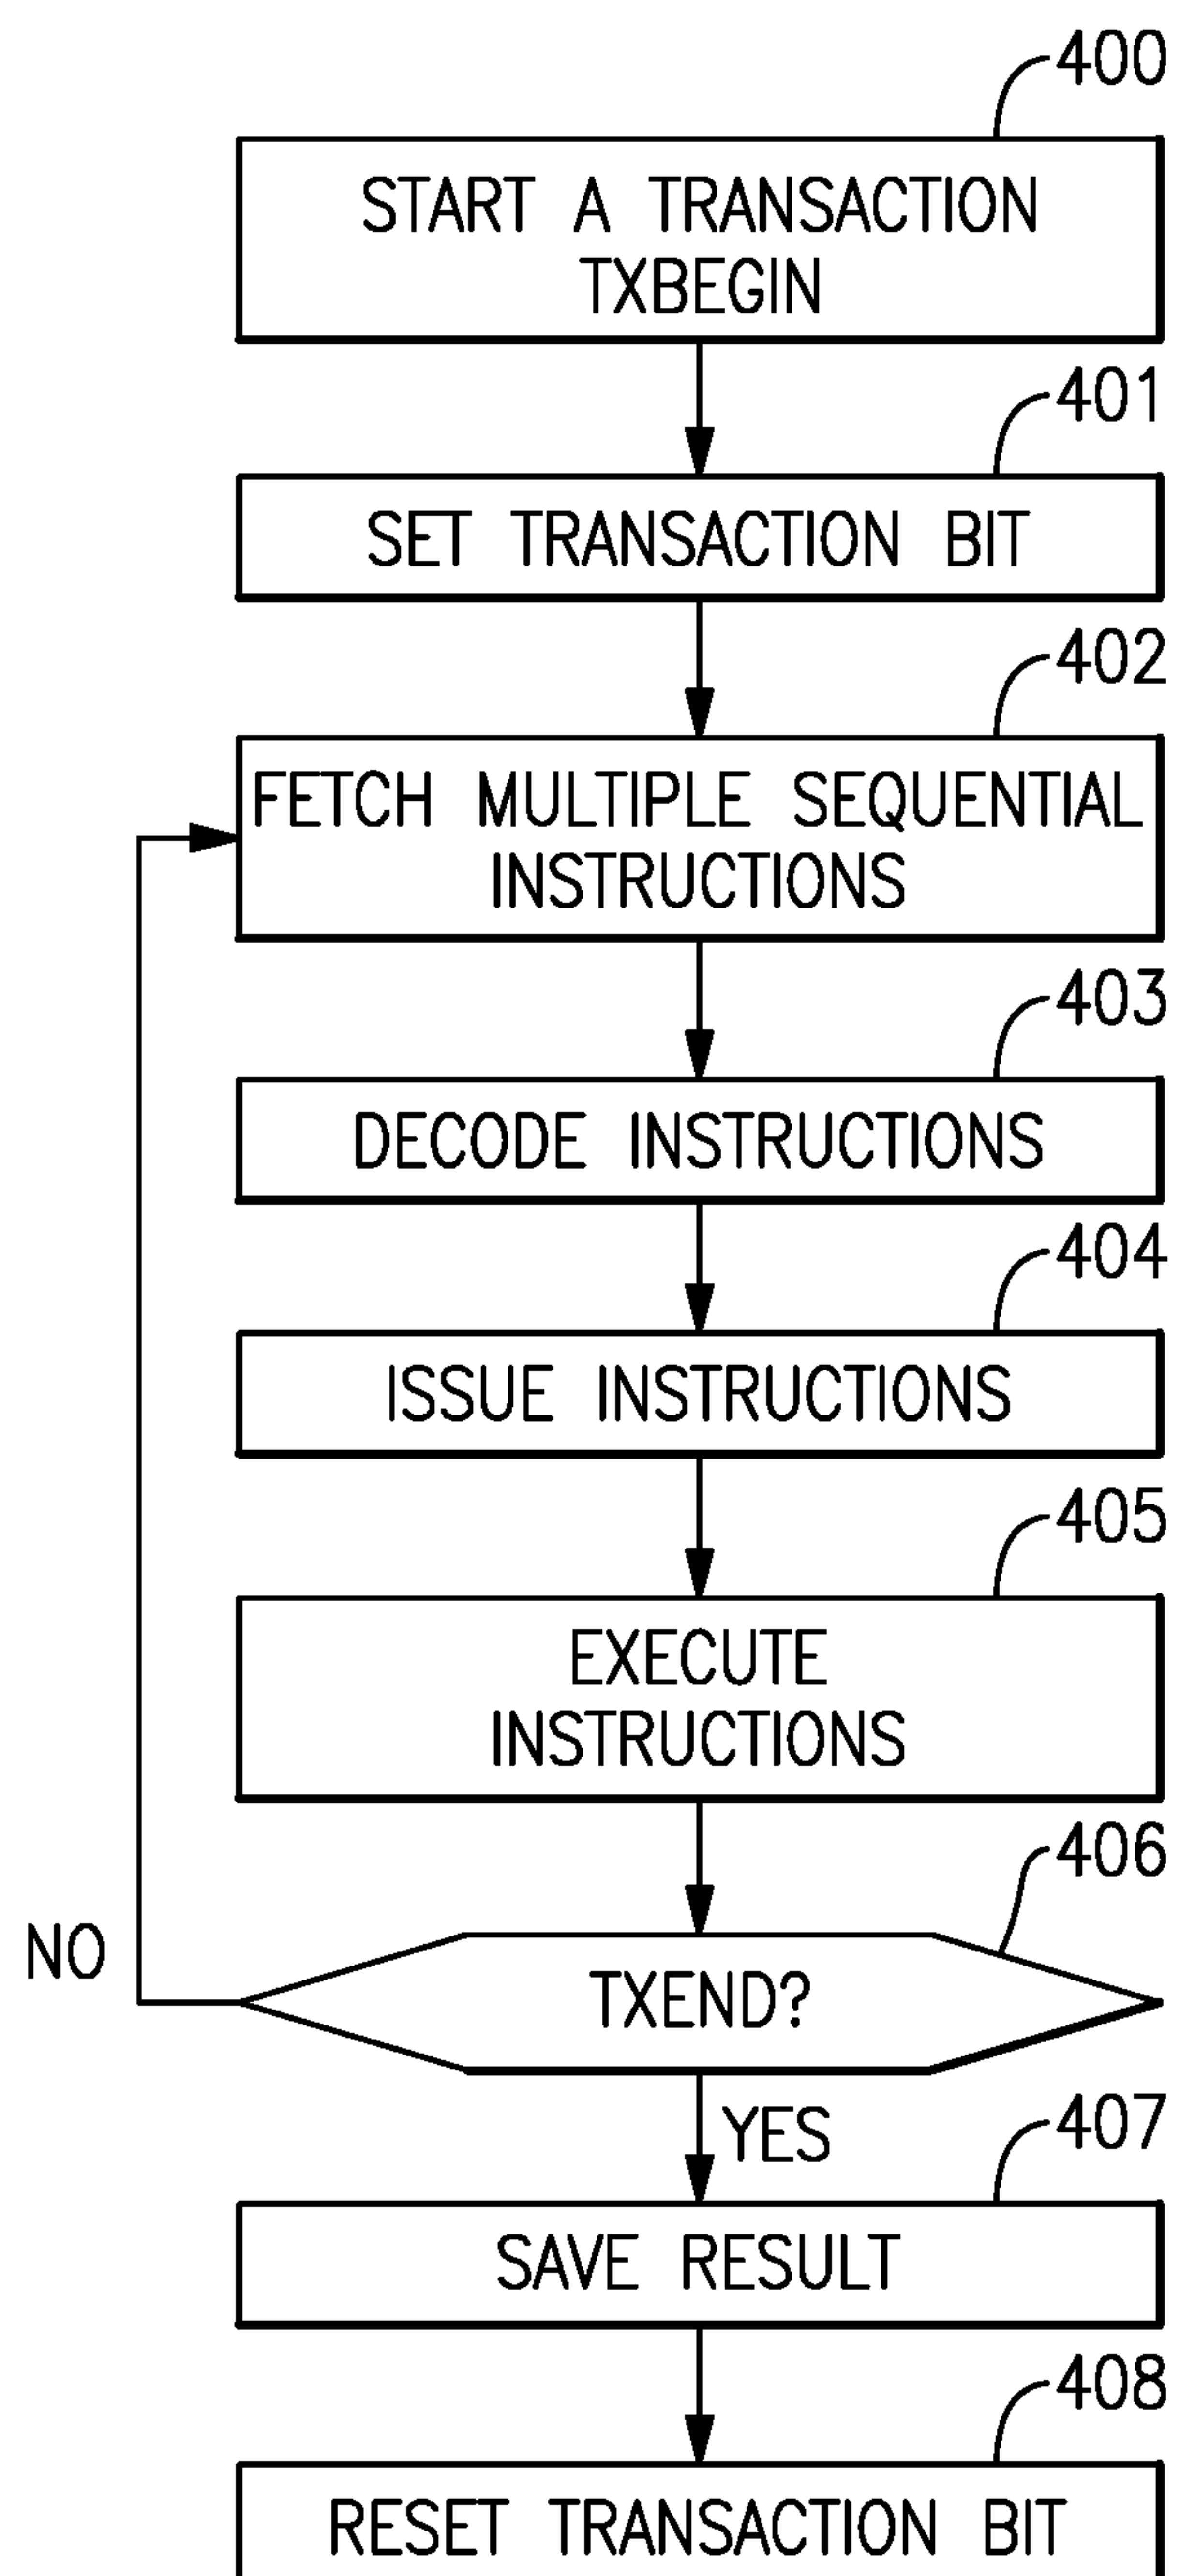 400
START A TRANSACTION
TXBEGIN
401
SET TRANSACTION BIT
402
FETCH MULTIPLE SEQUENTIAL
INSTRUCTIONS
403
DECODE INSTRUCTIONS
404
ISSUE INSTRUCTIONS
405
EXECUTE
INSTRUCTIONS
406
NO
TXEND?
YES
407
SAVE RESULT
408
RESET TRANSACTION BIT